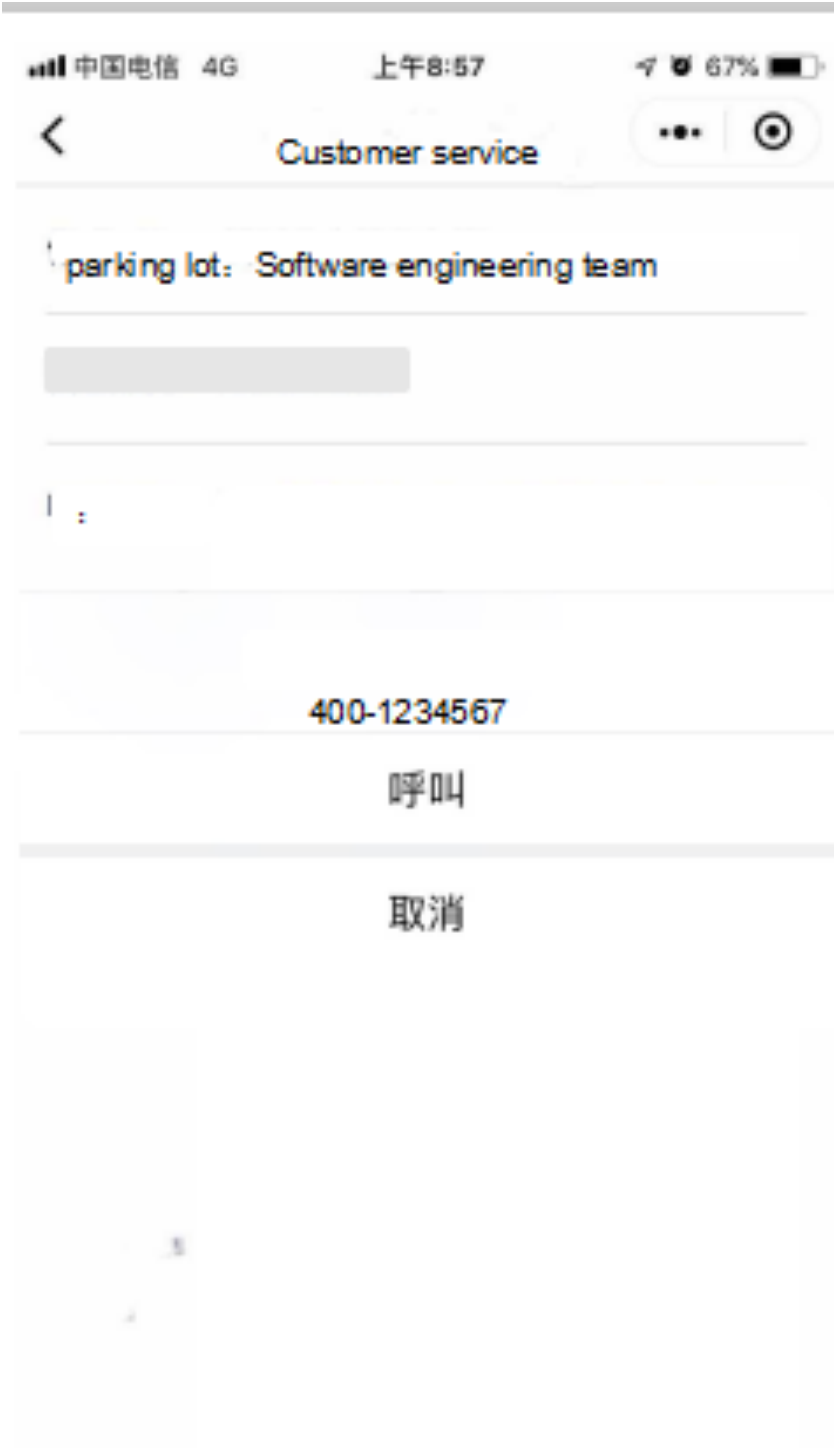 中国电信 4G 上午8:57 67%
Customer service
parking lot：Software engineering team
：
400-1234567
呼叫
取消